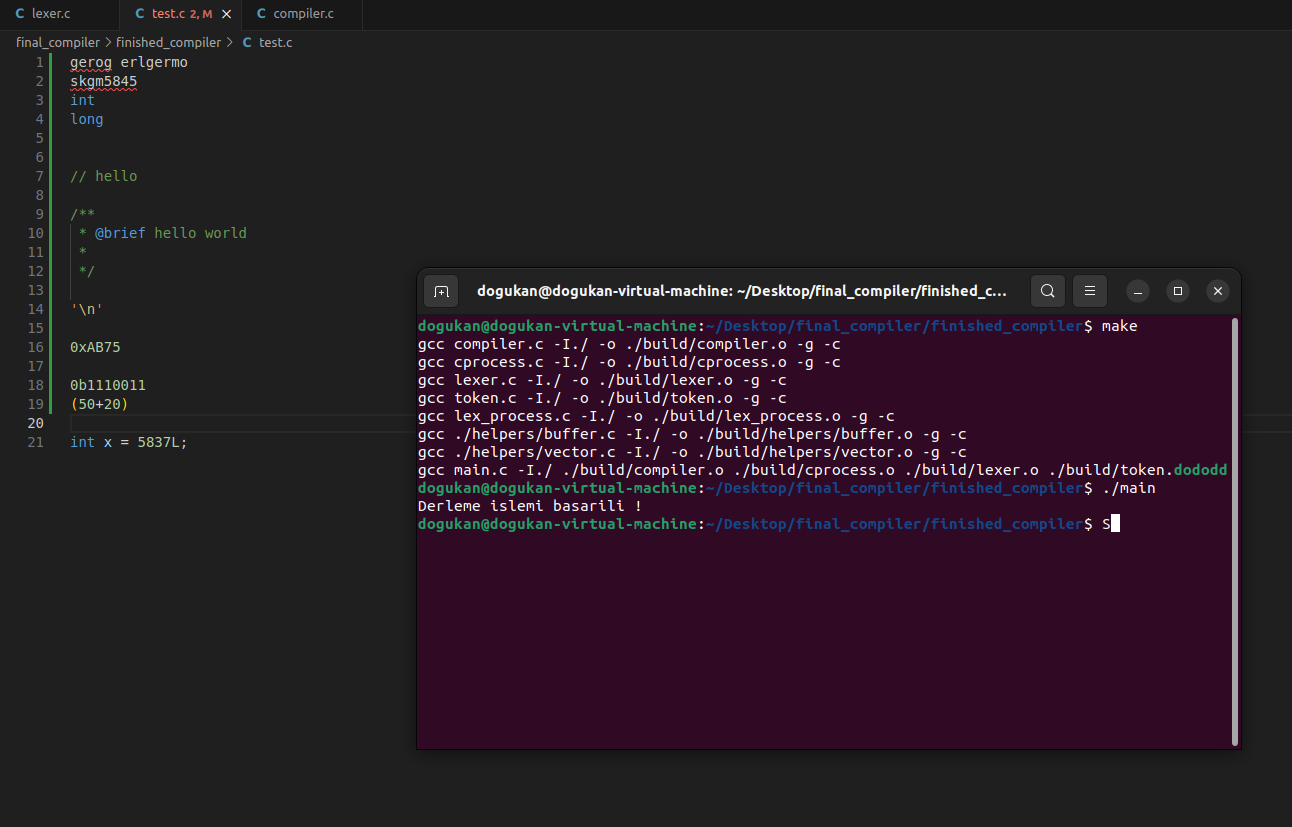 lexer.c test.c 2, M compiler.c
final_compiler > finished_compiler > test.c
1 gerog erlgermo
2 skgm5845
3 int
4 long
5
6
7 // hello
8
9 /**
10 * @brief hello world
11 *
12 */
13
14 '\n'
15
16 0xAB75
17
18 0b1110011
19 (50+20)
20
21 int x = 5837L;
dogukan@dogukan-virtual-machine: ~/Desktop/final_compiler/finished_c...
dogukan@dogukan-virtual-machine:~/Desktop/final_compiler/finished_compiler$ make
gcc compiler.c -I./ -o ./build/compiler.o -g -c
gcc cprocess.c -I./ -o ./build/cprocess.o -g -c
gcc lexer.c -I./ -o ./build/lexer.o -g -c
gcc token.c -I./ -o ./build/token.o -g -c
gcc lex_process.c -I./ -o ./build/lex_process.o -g -c
gcc ./helpers/buffer.c -I./ -o ./build/helpers/buffer.o -g -c
gcc ./helpers/vector.c -I./ -o ./build/helpers/vector.o -g -c
gcc main.c -I./ ./build/compiler.o ./build/cprocess.o ./build/lexer.o ./build/token.dododd
dogukan@dogukan-virtual-machine:~/Desktop/final_compiler/finished_compiler$ ./main
Derleme islemi basarili !
dogukan@dogukan-virtual-machine:~/Desktop/final_compiler/finished_compiler$ S